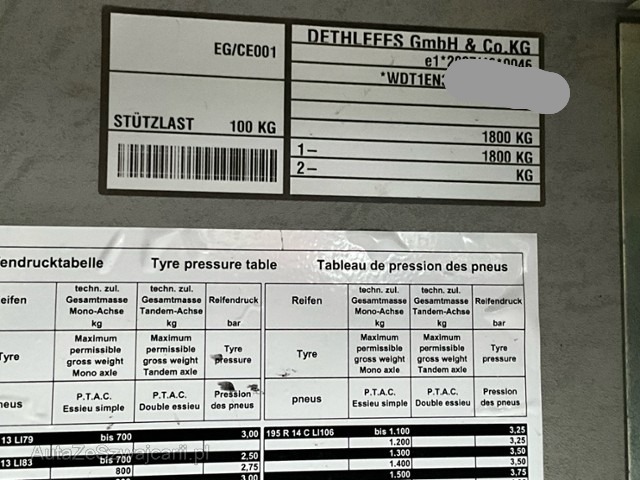 EG/CE001
STÜTZLAST 100 KG
DETHLEFFS GmbH & Co.KG
*WDT1EN
1800 KG
1– 1800 KG
2– KG
endrucktabelle Tyre pressure table Tableau de pression des pneus
eifen techn. zul. Gesamtmasse Mono-Achse kg techn. zul. Gesamtmasse Tandem-Achse kg Reifendruck bar Reifen techn. zul. Gesamtmasse Mono-Achse kg techn. zul. Gesamtmasse Tandem-Achse kg Reifendruck bar
Tyre Maximum permissible gross weight Mono axle Maximum permissible gross weight Tandem axle Tyre pressure Tyre Maximum permissible gross weight Mono axle Maximum permissible gross weight Tandem axle Tyre pressure
neus P.T.A.C. Essieu simple P.T.A.C. Double essieu Pression des pneus pneus P.T.A.C. Essieu simple P.T.A.C. Double essieu Pression des pneus
13 LI79 bis 700 3,00 195 R 14 C LI106 bis 1.100 3,25
1.200 3,25
13 LI83 bis 700 2,50 1.300 3,50
800 2,75 1.400 3,50
3,00 1.500 3,75
AutaZeSzwajcarii.pl